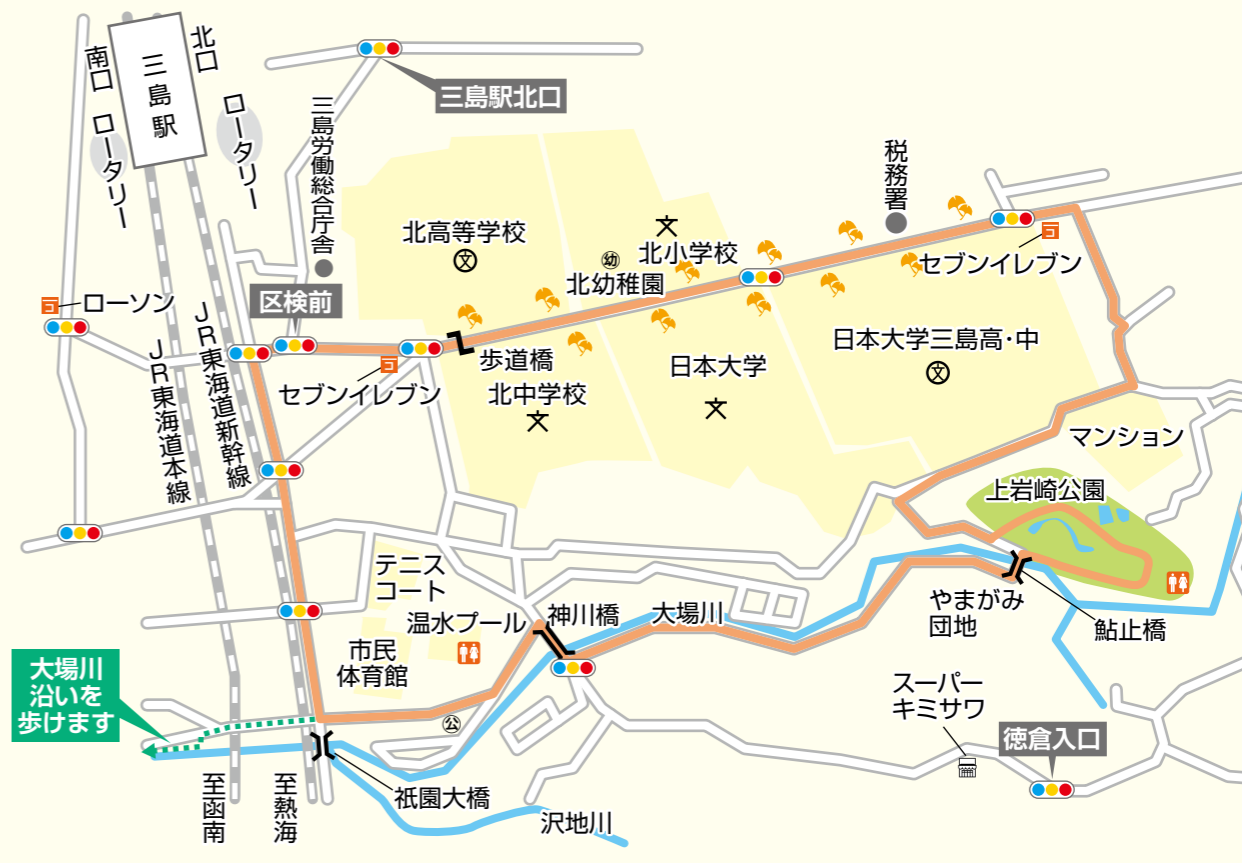 南口
ロータリー
三島駅
北口
ロータリー
三島駅北口
三島労働総合庁舎
税務署
北高等学校
文
幼
北幼稚園
文
北小学校
セブンイレブン
ローソン
区検前
セブンイレブン
歩道橋
北中学校
文
日本大学
文
日本大学三島高・中
文
JR東海道新幹線
JR東海道本線
マンション
上岩崎公園
テニス
コート
温水プール
市民
体育館
神川橋
大場川
やまがみ
団地
鮎止橋
大場川
沿いを
歩けます
公
スーパー
キミサワ
徳倉入口
至函南
至熱海
祇園大橋
沢地川